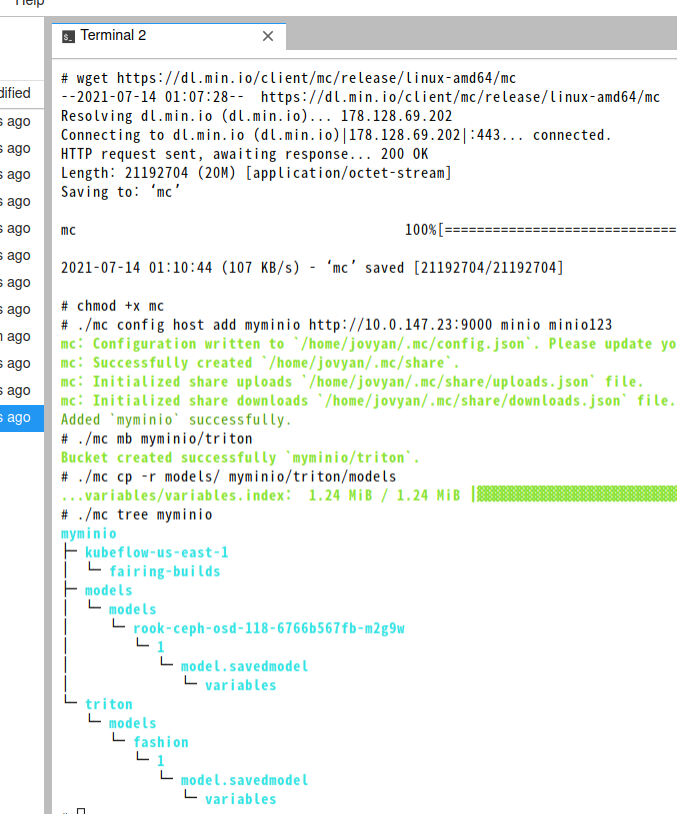 Help
Terminal 2
dified
s ago
s ago
s ago
s ago
s ago
s ago
s ago
s ago
n ago
s ago
s ago
s ago
# wget https://dl.min.io/client/mc/release/linux-amd64/mc
--2021-07-14 01:07:28--  https://dl.min.io/client/mc/release/linux-amd64/mc
Resolving dl.min.io (dl.min.io)... 178.128.69.202
Connecting to dl.min.io (dl.min.io)|178.128.69.202|:443... connected.
HTTP request sent, awaiting response... 200 OK
Length: 21192704 (20M) [application/octet-stream]
Saving to: ‘mc’
mc 100%[=============================
2021-07-14 01:10:44 (107 KB/s) - ‘mc’ saved [21192704/21192704]
# chmod +x mc
# ./mc config host add myminio http://10.0.147.23:9000 minio minio123
mc: Configuration written to `/home/jovyan/.mc/config.json`. Please update yo
mc: Successfully created `/home/jovyan/.mc/share`.
mc: Initialized share uploads `/home/jovyan/.mc/share/uploads.json` file.
mc: Initialized share downloads `/home/jovyan/.mc/share/downloads.json` file.
Added `myminio` successfully.
# ./mc mb myminio/triton
Bucket created successfully `myminio/triton`.
# ./mc cp -r models/ myminio/triton/models
...variables/variables.index:  1.24 MiB / 1.24 MiB
# ./mc tree myminio
myminio
├─ kubeflow-us-east-1
│  └─ fairing-builds
├─ models
│  └─ models
│     └─ rook-ceph-osd-118-6766b567fb-m2g9w
│        └─ 1
│           └─ model.savedmodel
│              └─ variables
└─ triton
   └─ models
      └─ fashion
         └─ 1
            └─ model.savedmodel
               └─ variables
#